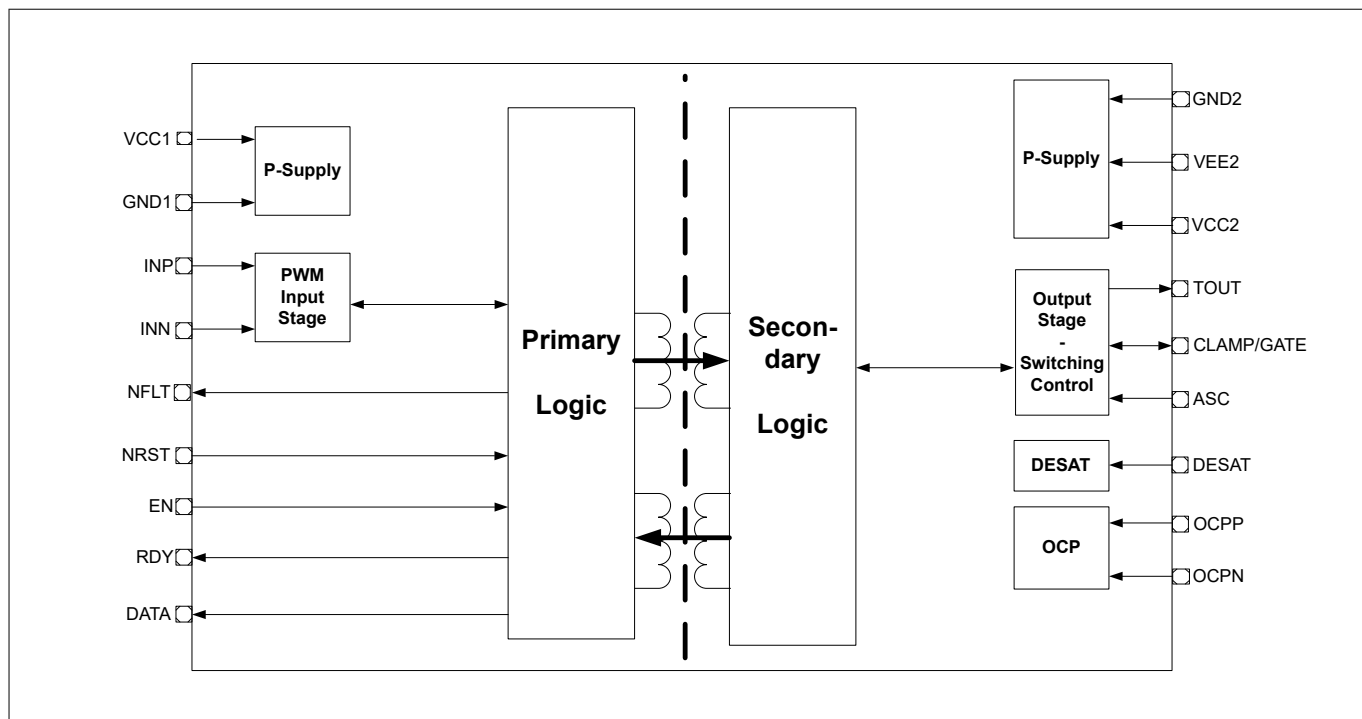 VCC1
GND1
INP
INN
NFLT
NRST
EN
RDY
DATA
P-Supply
PWM
Input
Stage
Primary
Logic
Secon-
dary
Logic
P-Supply
Output
Stage
-
Switching
Control
DESAT
OCP
GND2
VEE2
VCC2
TOUT
CLAMP/GATE
ASC
DESAT
OCPP
OCPN